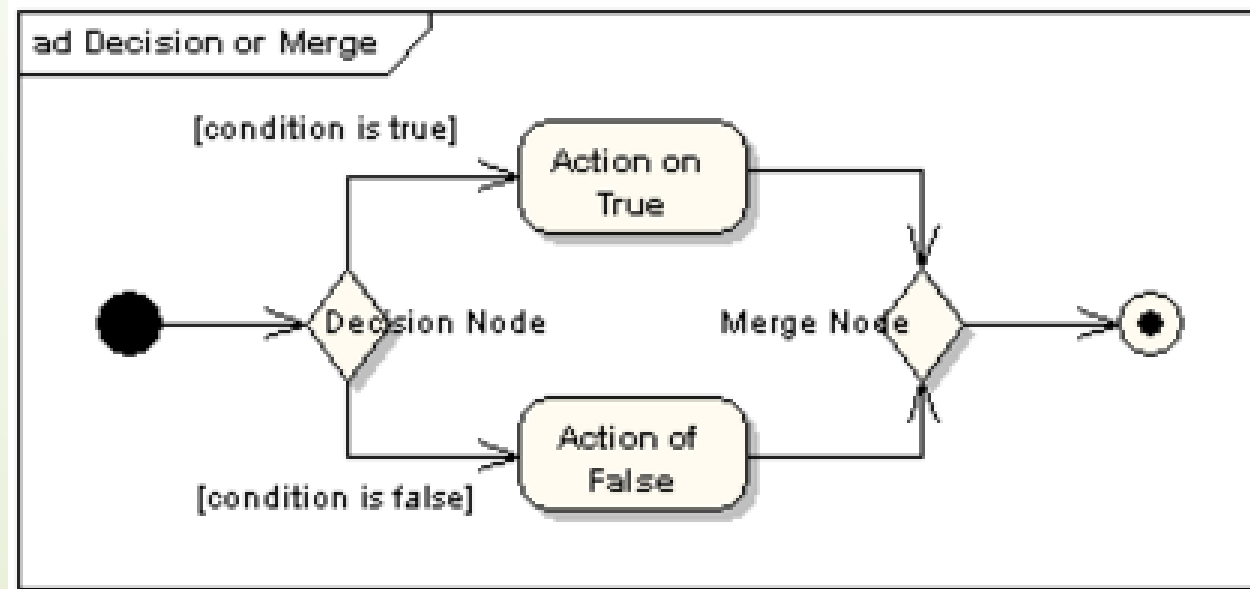 ad Decision or Merge
[condition is true]
Action on
True
Decision Node
Merge Node
Action of
False
[condition is false]